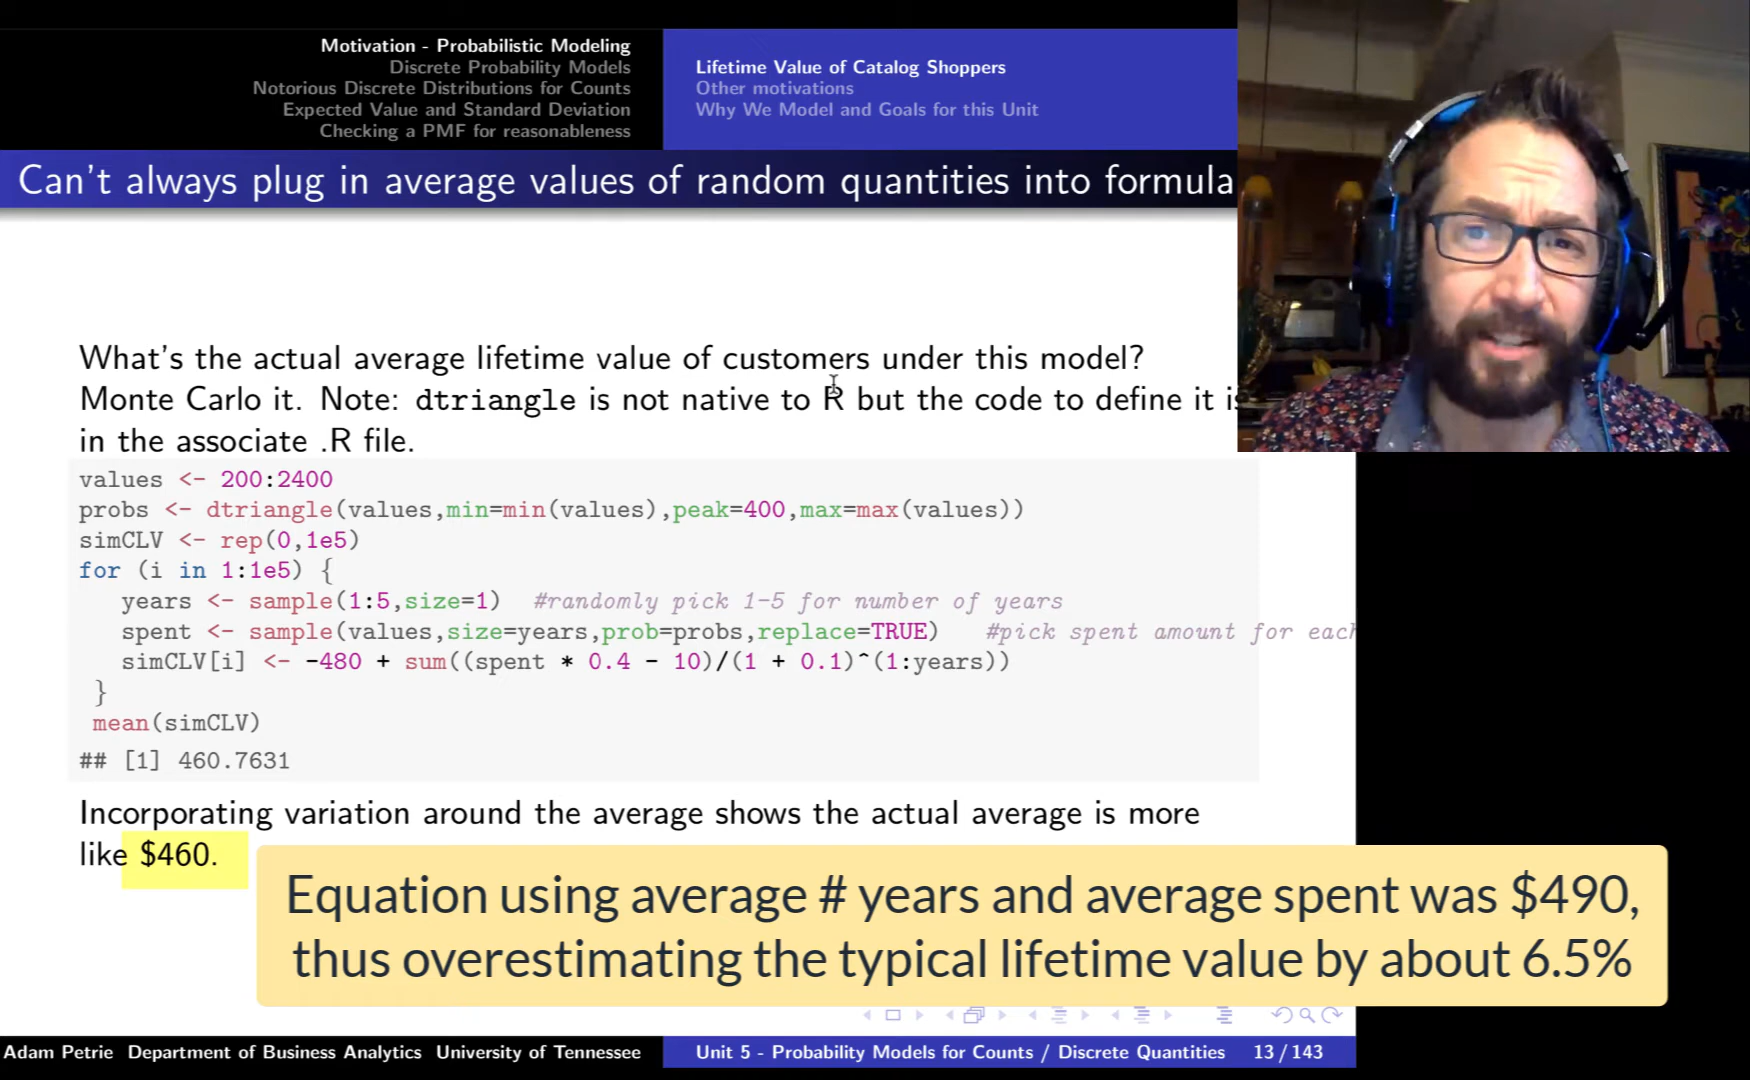 Motivation - Probabilistic Modeling
Discrete Probability Models
Notorious Discrete Distributions for Counts
Expected Value and Standard Deviation
Checking a PMF for reasonableness
Lifetime Value of Catalog Shoppers
Other motivations
Why We Model and Goals for this Unit
Can't always plug in average values of random quantities into formula
What's the actual average lifetime value of customers under this model?
Monte Carlo it. Note: dtriangle is not native to R but the code to define it is
in the associate .R file.
values <- 200:2400
probs <- dtriangle(values,min=min(values),peak=400,max=max(values))
simCLV <- rep(0,1e5)
for (i in 1:1e5) {
years <- sample(1:5,size=1) #randomly pick 1-5 for number of years
spent <- sample(values,size=years,prob=probs,replace=TRUE) #pick spent amount for each
simCLV[i] <- -480 + sum((spent * 0.4 - 10)/(1 + 0.1)^(1:years))
}
mean(simCLV)
## [1] 460.7631
Incorporating variation around the average shows the actual average is more
like $460.
Equation using average # years and average spent was $490,
thus overestimating the typical lifetime value by about 6.5%
Adam Petrie Department of Business Analytics University of Tennessee
Unit 5 - Probability Models for Counts / Discrete Quantities 13 / 143